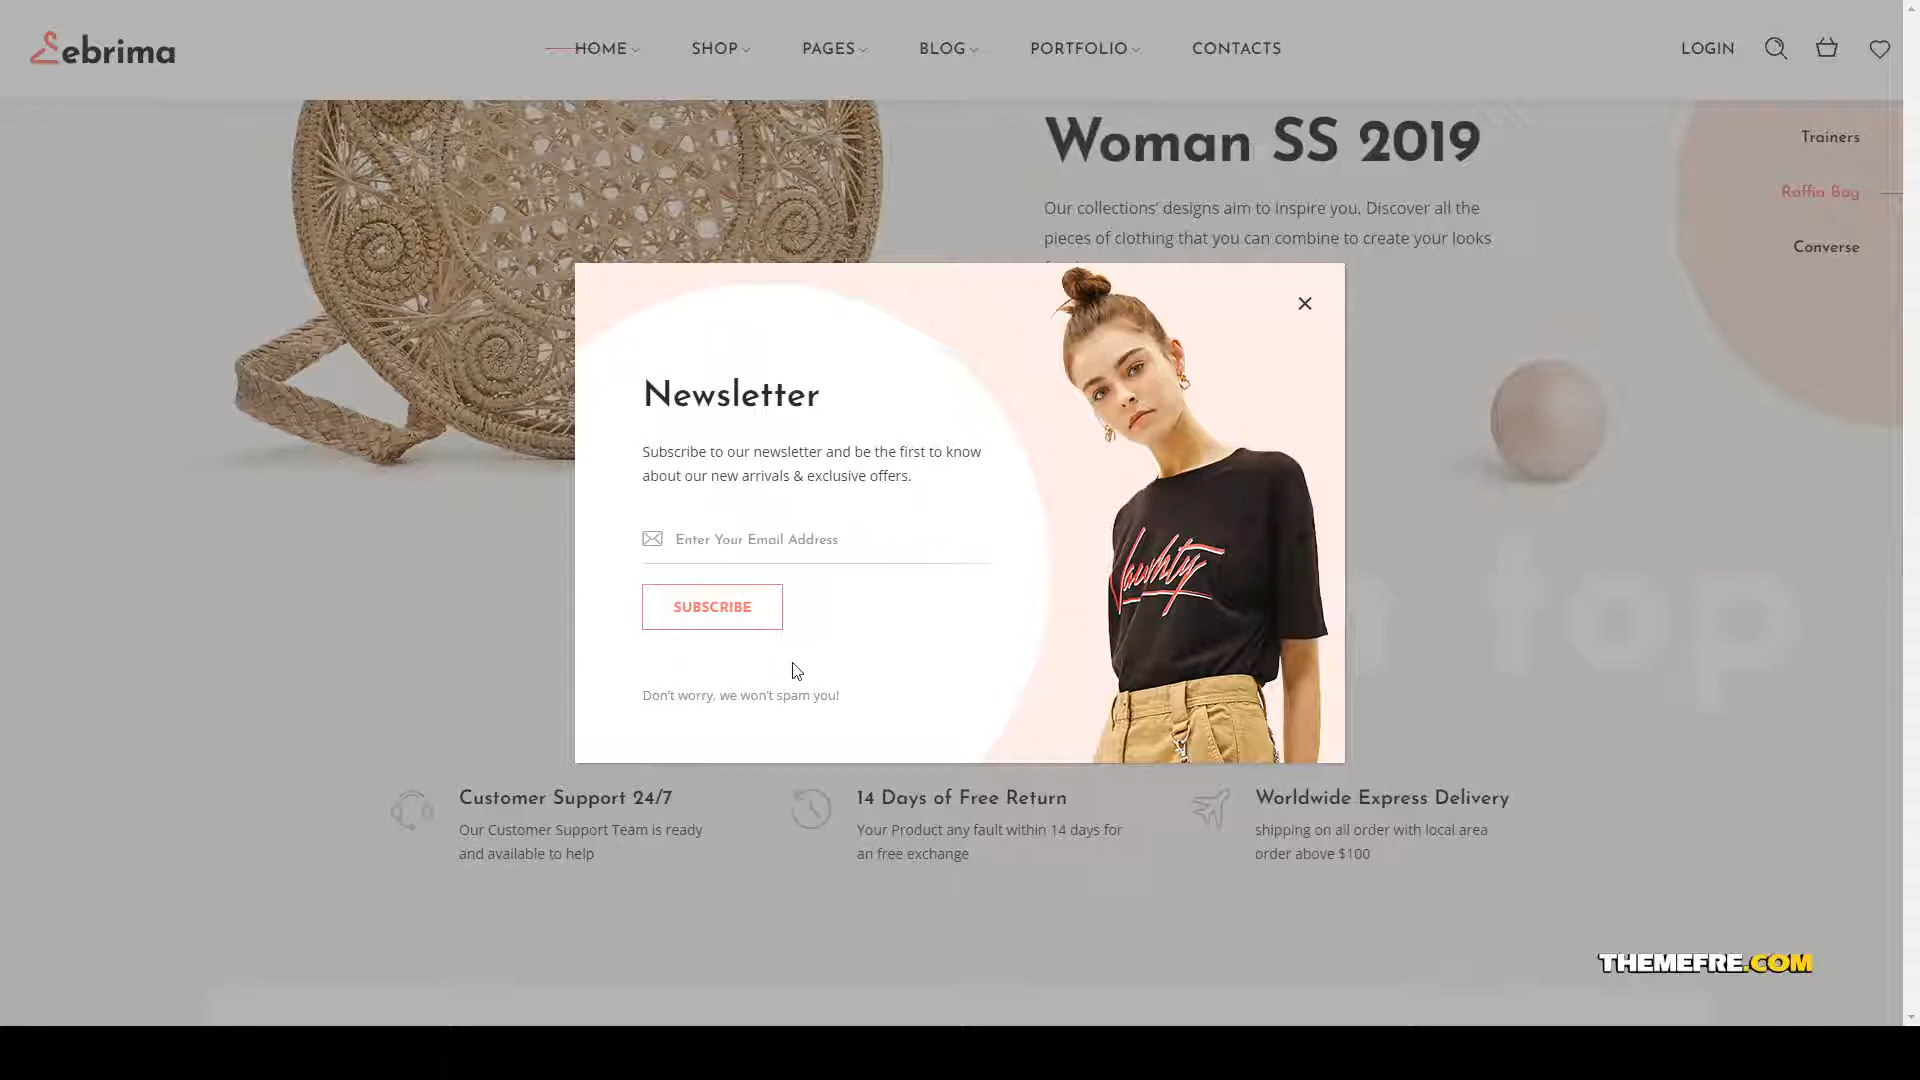 ebrima
HOME
SHOP
PAGES
BLOG
PORTFOLIO
CONTACTS
LOGIN
Woman SS 2019
Our collections' designs aim to inspire you. Discover all the
pieces of clothing that you can combine to create your looks
Trainers
Raffia Bag
Converse
Newsletter
Subscribe to our newsletter and be the first to know
about our new arrivals & exclusive offers.
Enter Your Email Address
SUBSCRIBE
Don't worry, we won't spam you!
top
Customer Support 24/7
Our Customer Support Team is ready
and available to help
14 Days of Free Return
Your Product any fault within 14 days for
an free exchange
Worldwide Express Delivery
shipping on all order with local area
order above $100
THEMEFRE.COM